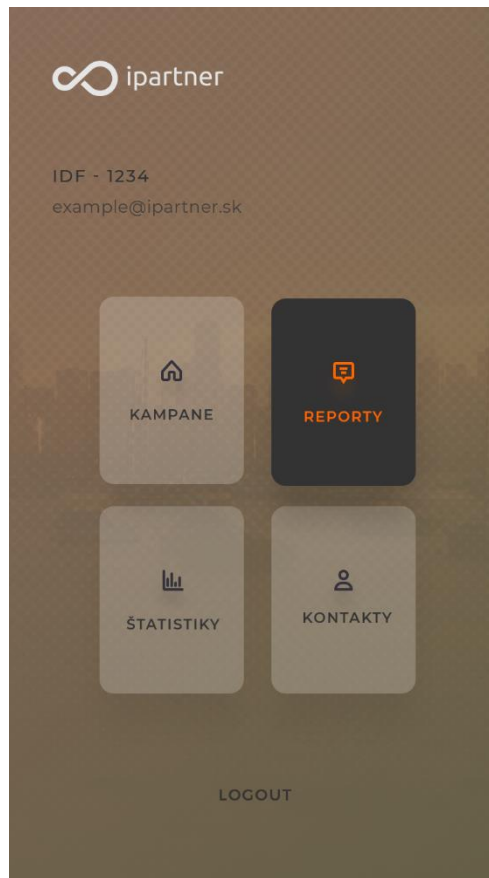 ipartner
IDF - 1234
example@ipartner.sk
KAMPANE
REPORTY
ŠTATISTIKY
KONTAKTY
LOGOUT